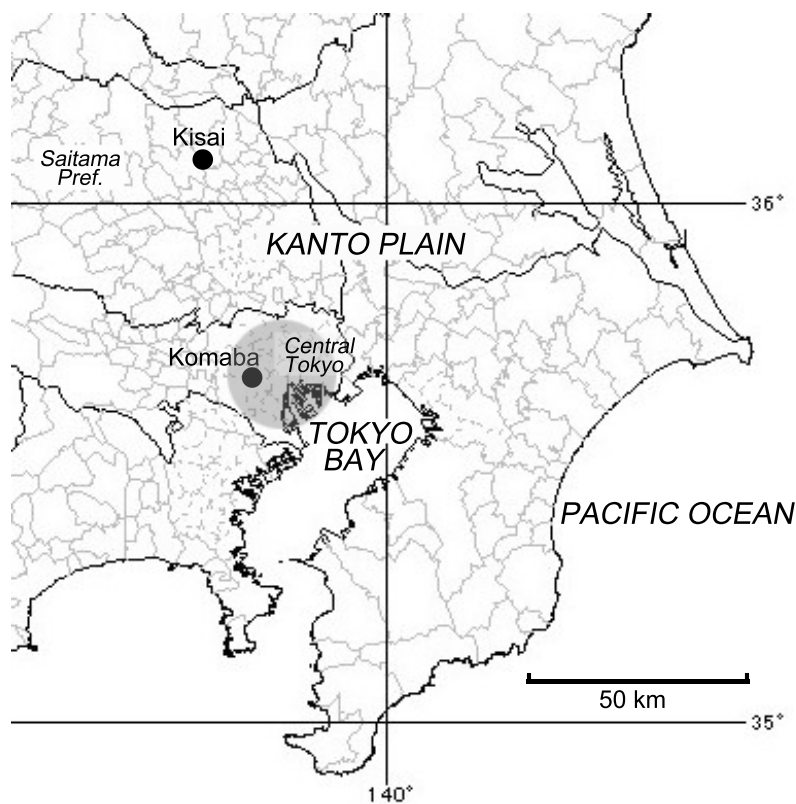 Kisai
Saitama
Pref.
36°
KANTO PLAIN
Central
Tokyo
Komaba
TOKYO
BAY
PACIFIC OCEAN
50 km
35°
140°